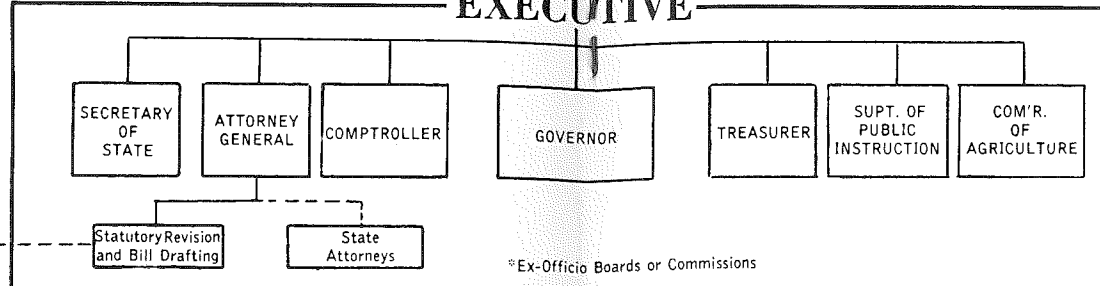 EXECUTIVE
SECRETARY
OF
STATE
ATTORNEY
GENERAL
COMPTROLLER
GOVERNOR
TREASURER
SUPT. OF
PUBLIC
INSTRUCTION
COM'R.
OF
AGRICULTURE
Statutory Revision
and Bill Drafting
State
Attorneys
*Ex-Officio Boards or Commissions